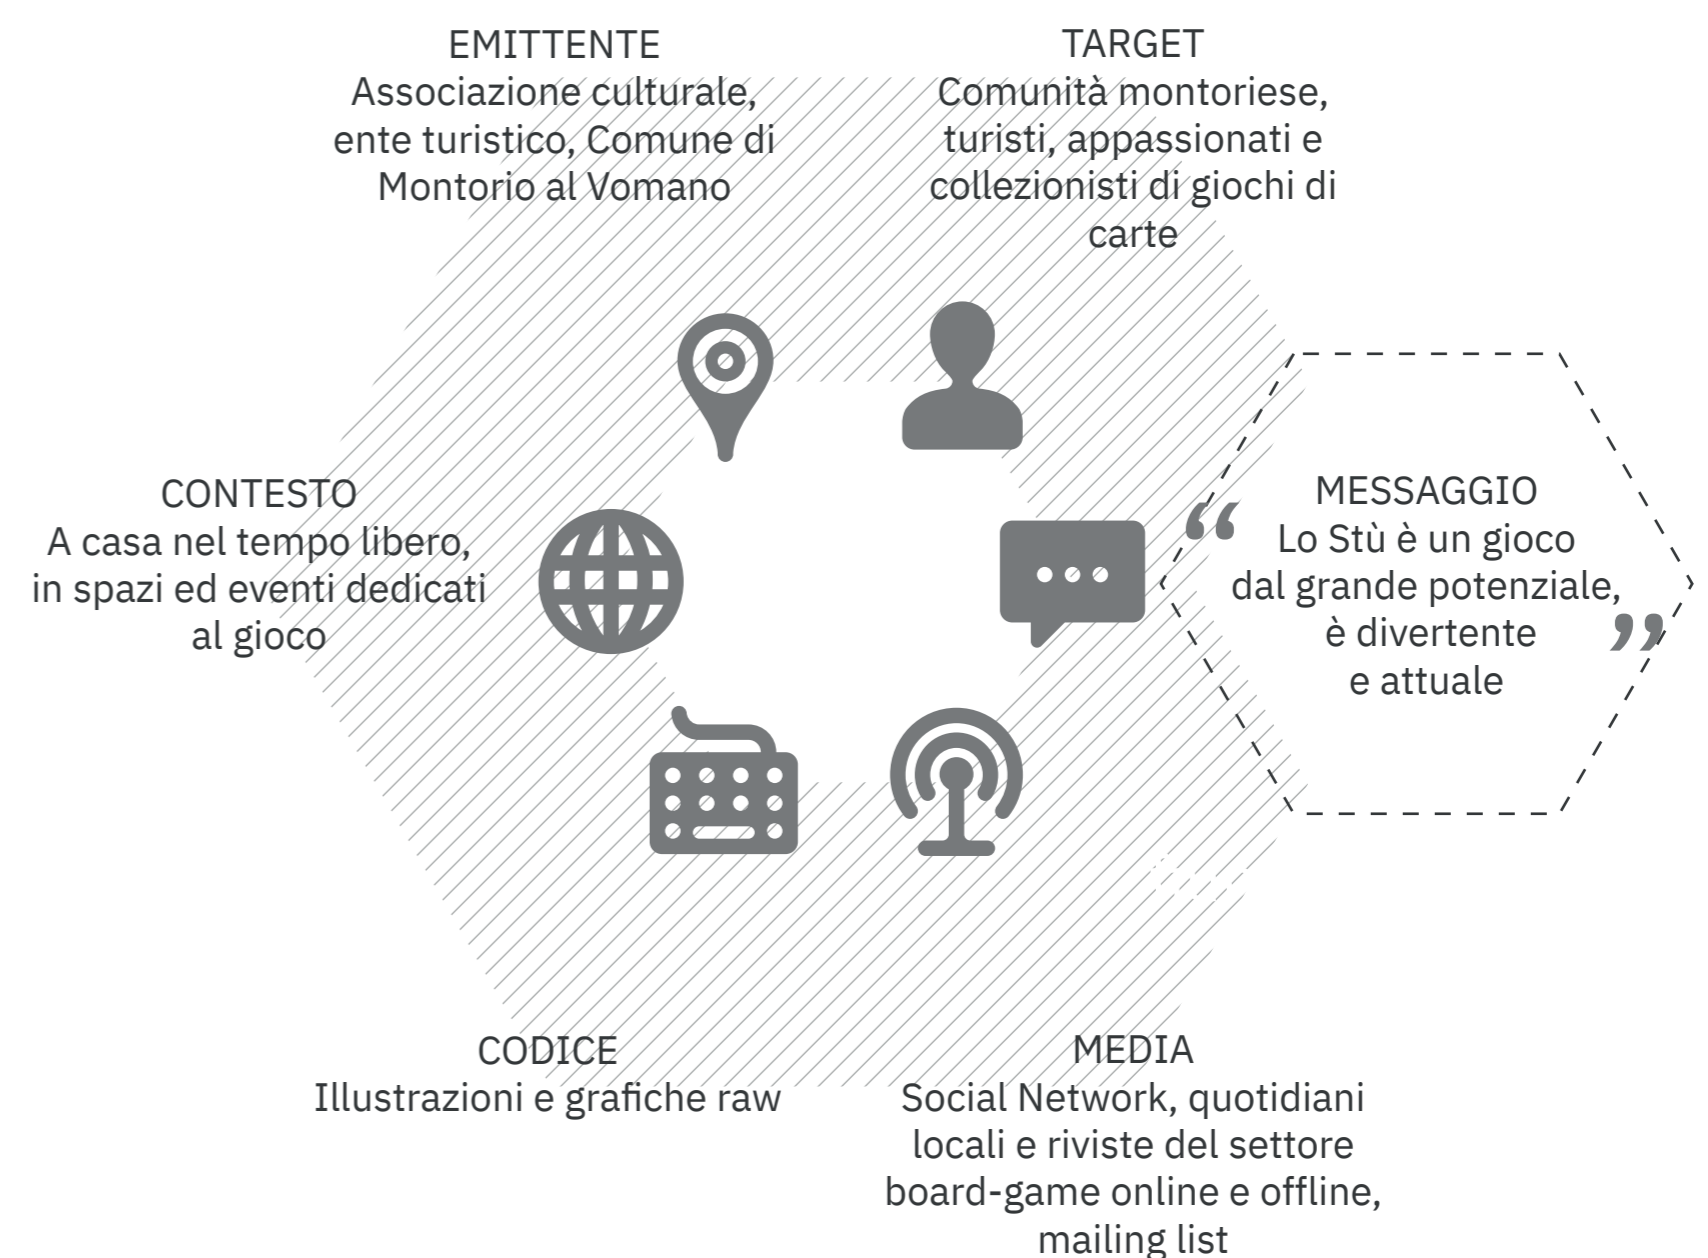 EMITTENTE
Associazione culturale,
ente turistico, Comune di
Montorio al Vomano
TARGET
Comunità montoriese,
turisti, appassionati e
collezionisti di giochi di
carte
CONTESTO
A casa nel tempo libero,
in spazi ed eventi dedicati
al gioco
“
MESSAGGIO
Lo Stù è un gioco
dal grande potenziale,
è divertente
e attuale
”
CODICE
Illustrazioni e grafiche raw
MEDIA
Social Network, quotidiani
locali e riviste del settore
board-game online e offline,
mailing list